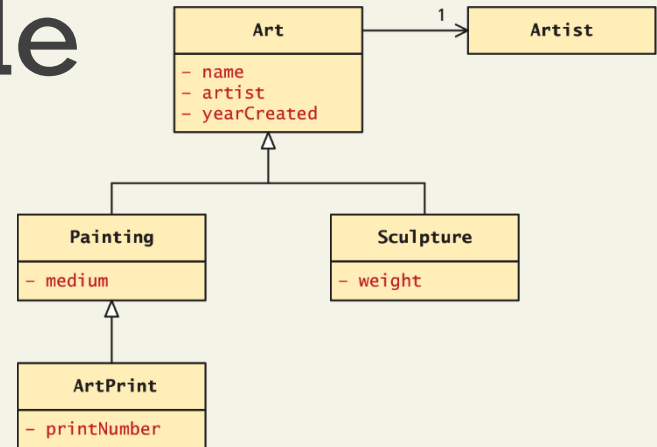 le
Art
1
Artist
– name
– artist
– yearCreated
Painting
Sculpture
– medium
– weight
ArtPrint
– printNumber